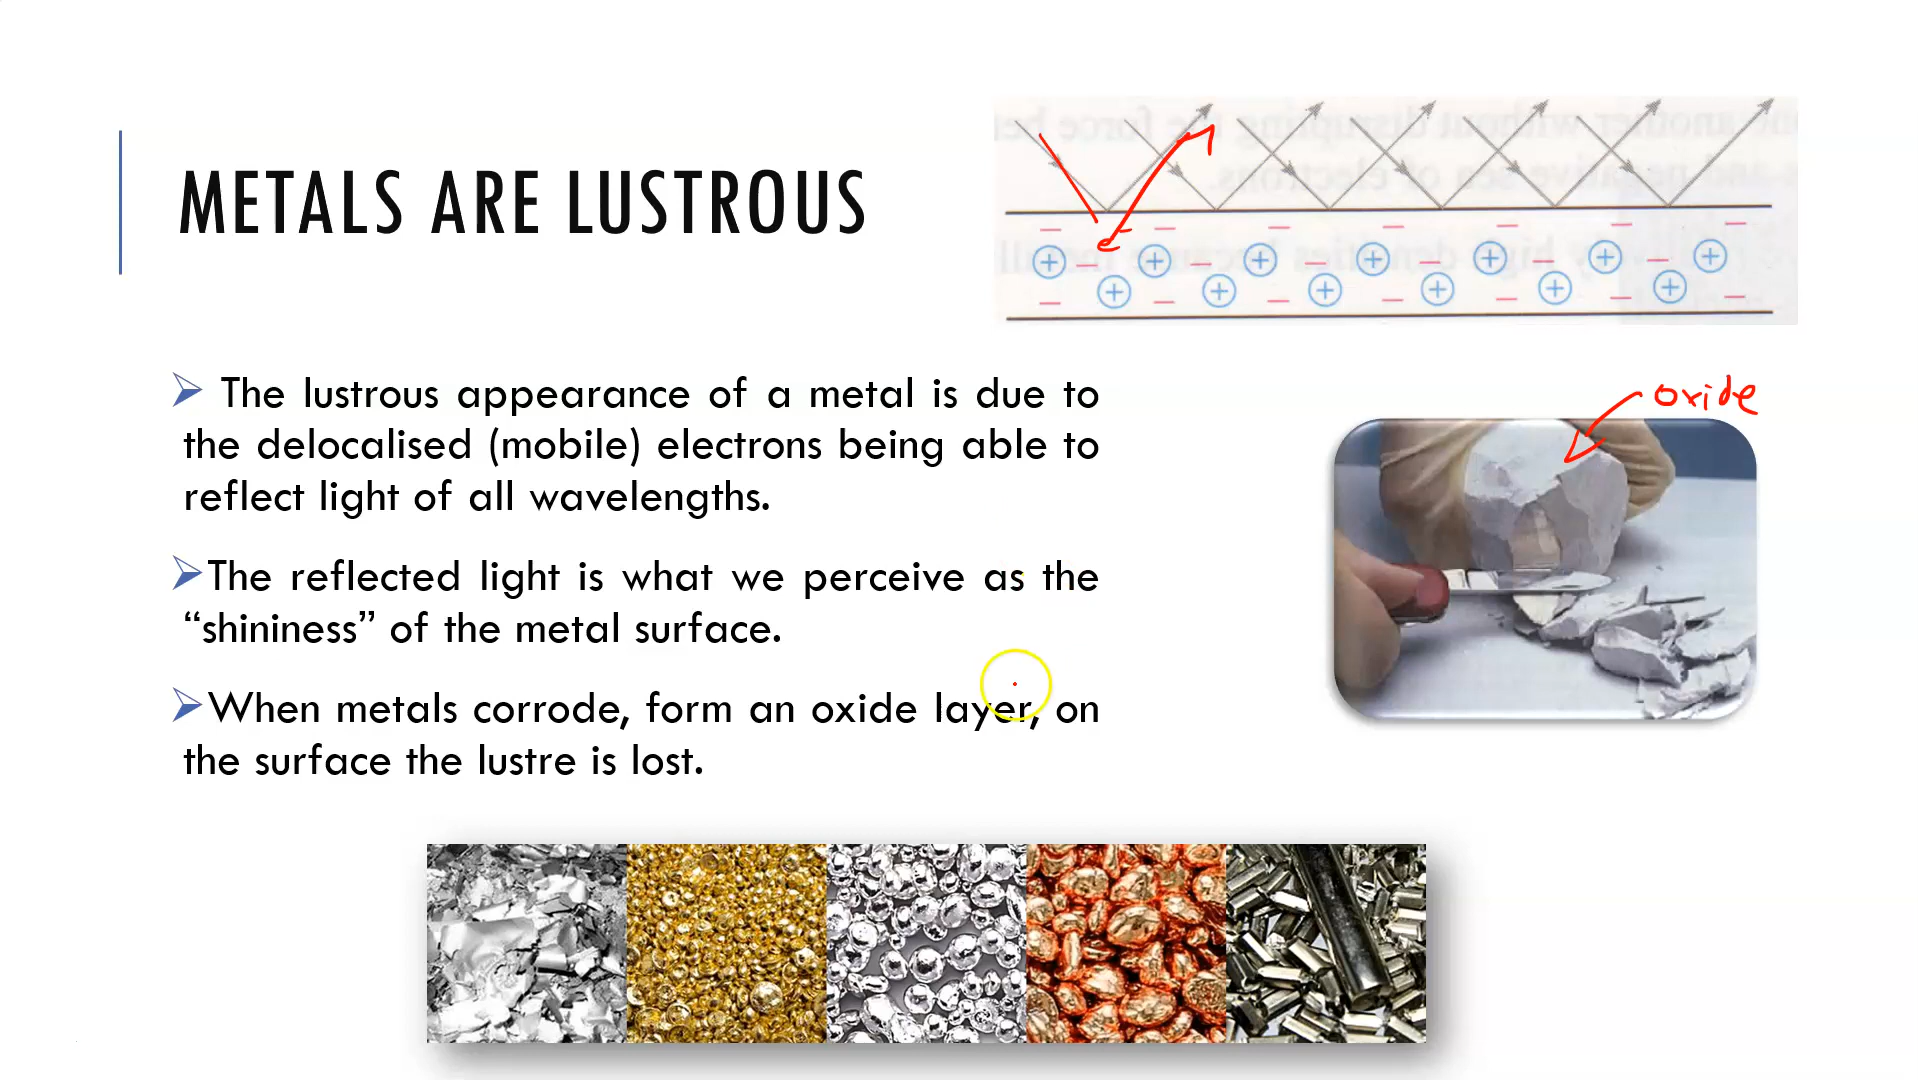 METALS ARE LUSTROUS
The lustrous appearance of a metal is due to
the delocalised (mobile) electrons being able to
reflect light of all wavelengths.
The reflected light is what we perceive as the
“shininess” of the metal surface.
When metals corrode, form an oxide layer, on
the surface the lustre is lost.
oxide